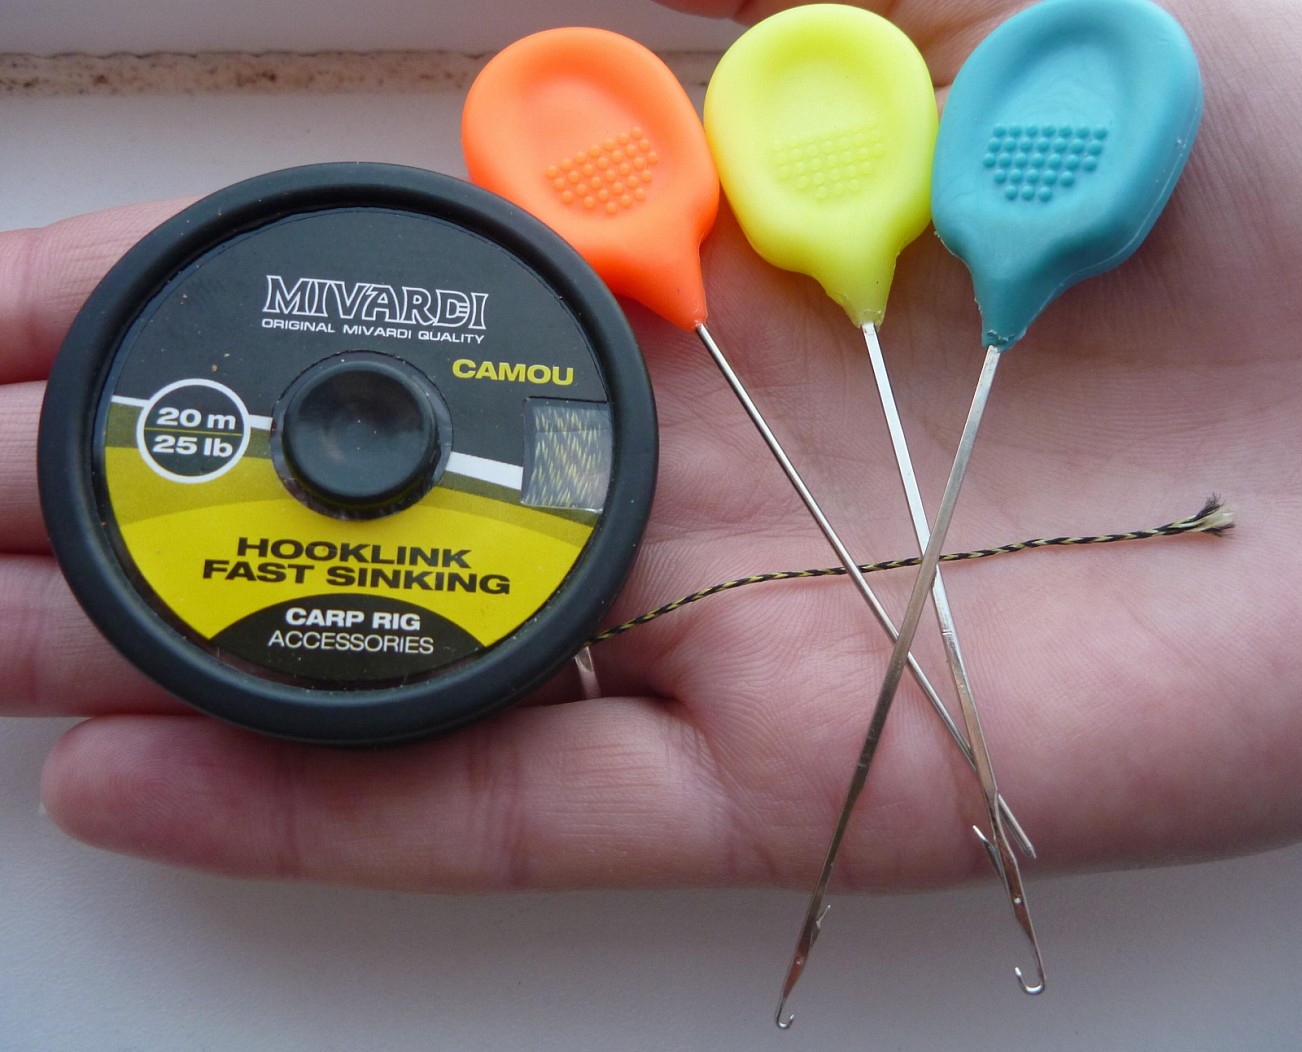 MIVARDI
ORIGINAL MIVARDI QUALITY
CAMOU
20 m
25 lb
HOOKLINK
FAST SINKING
CARP RIG
ACCESSORIES